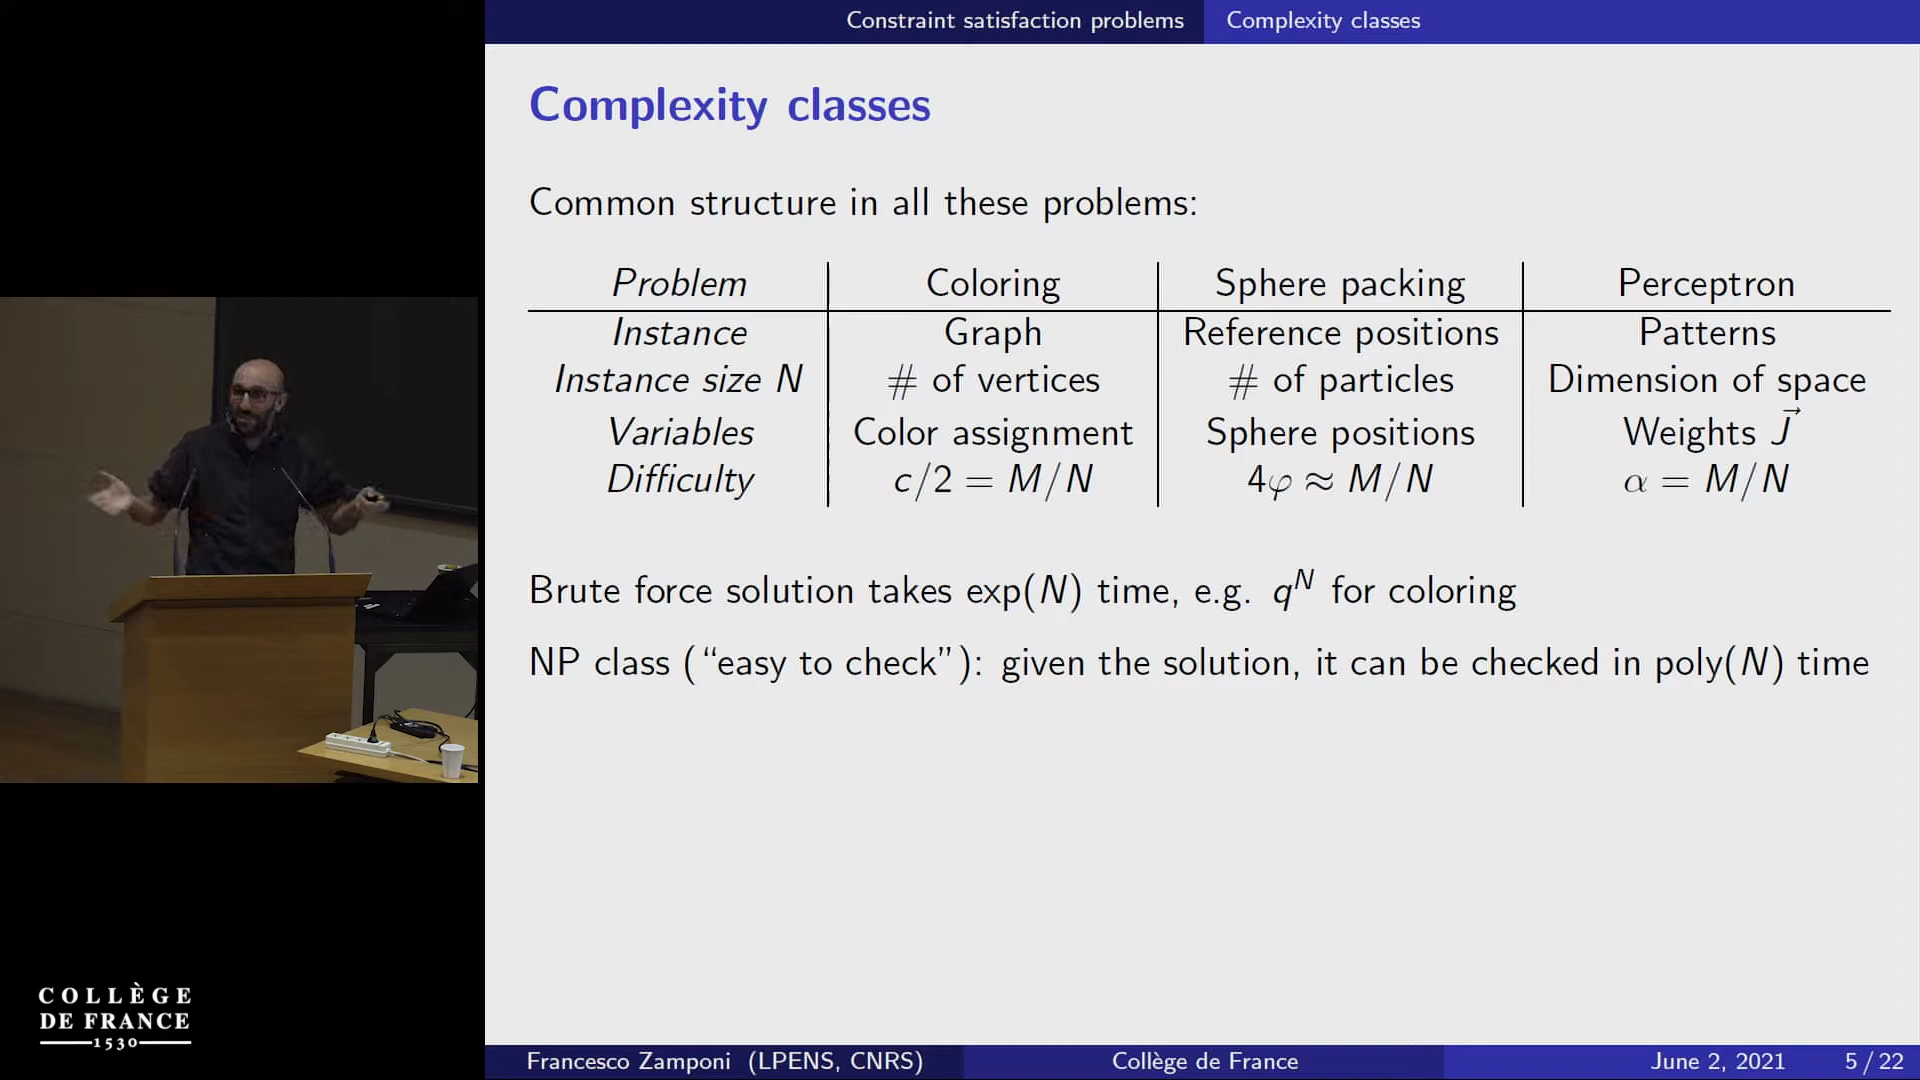 Constraint satisfaction problems Complexity classes
Complexity classes
Common structure in all these problems:
Problem Coloring Sphere packing Perceptron
Instance Graph Reference positions Patterns
Instance size N # of vertices # of particles Dimension of space
Variables Color assignment Sphere positions Weights J⃗
Difficulty c/2 = M/N 4φ ≈ M/N α = M/N
Brute force solution takes exp(N) time, e.g. q^N for coloring
NP class (“easy to check”): given the solution, it can be checked in poly(N) time
COLLÈGE
DE FRANCE
1530
Francesco Zamponi (LPENS, CNRS) Collège de France June 2, 2021 5 / 22